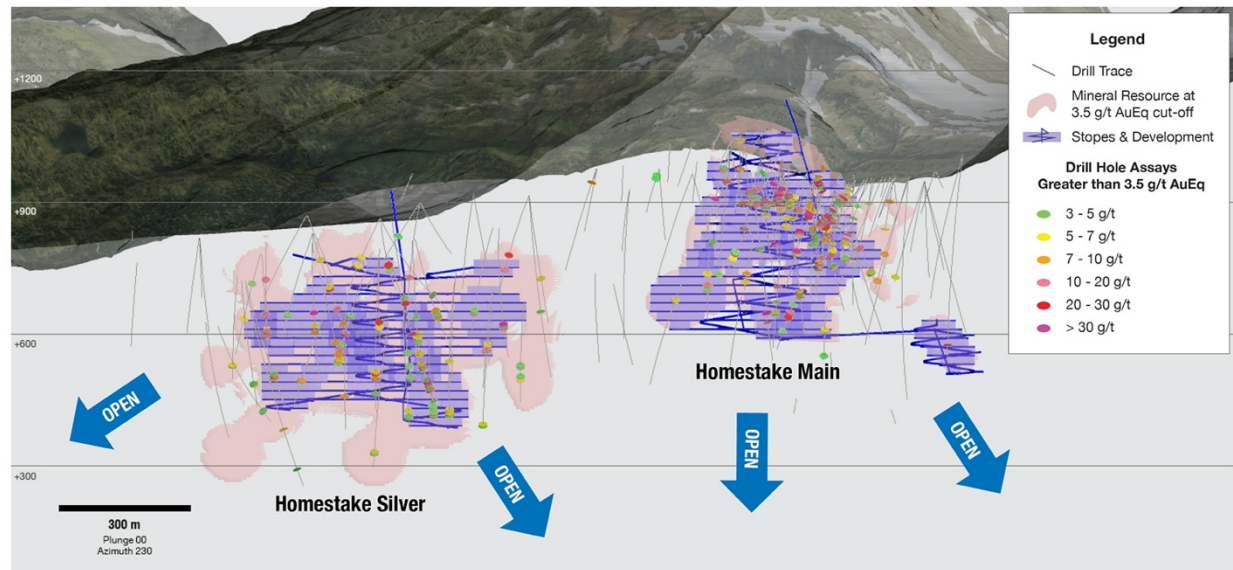 +1200
+900
+600
+300
Legend
Drill Trace
Mineral Resource at
3.5 g/t AuEq cut-off
Stopes & Development
Drill Hole Assays
Greater than 3.5 g/t AuEq
3 - 5 g/t
5 - 7 g/t
7 - 10 g/t
10 - 20 g/t
20 - 30 g/t
> 30 g/t
Homestake Main
OPEN
OPEN
OPEN
OPEN
Homestake Silver
300 m
Plunge 00
Azimuth 230